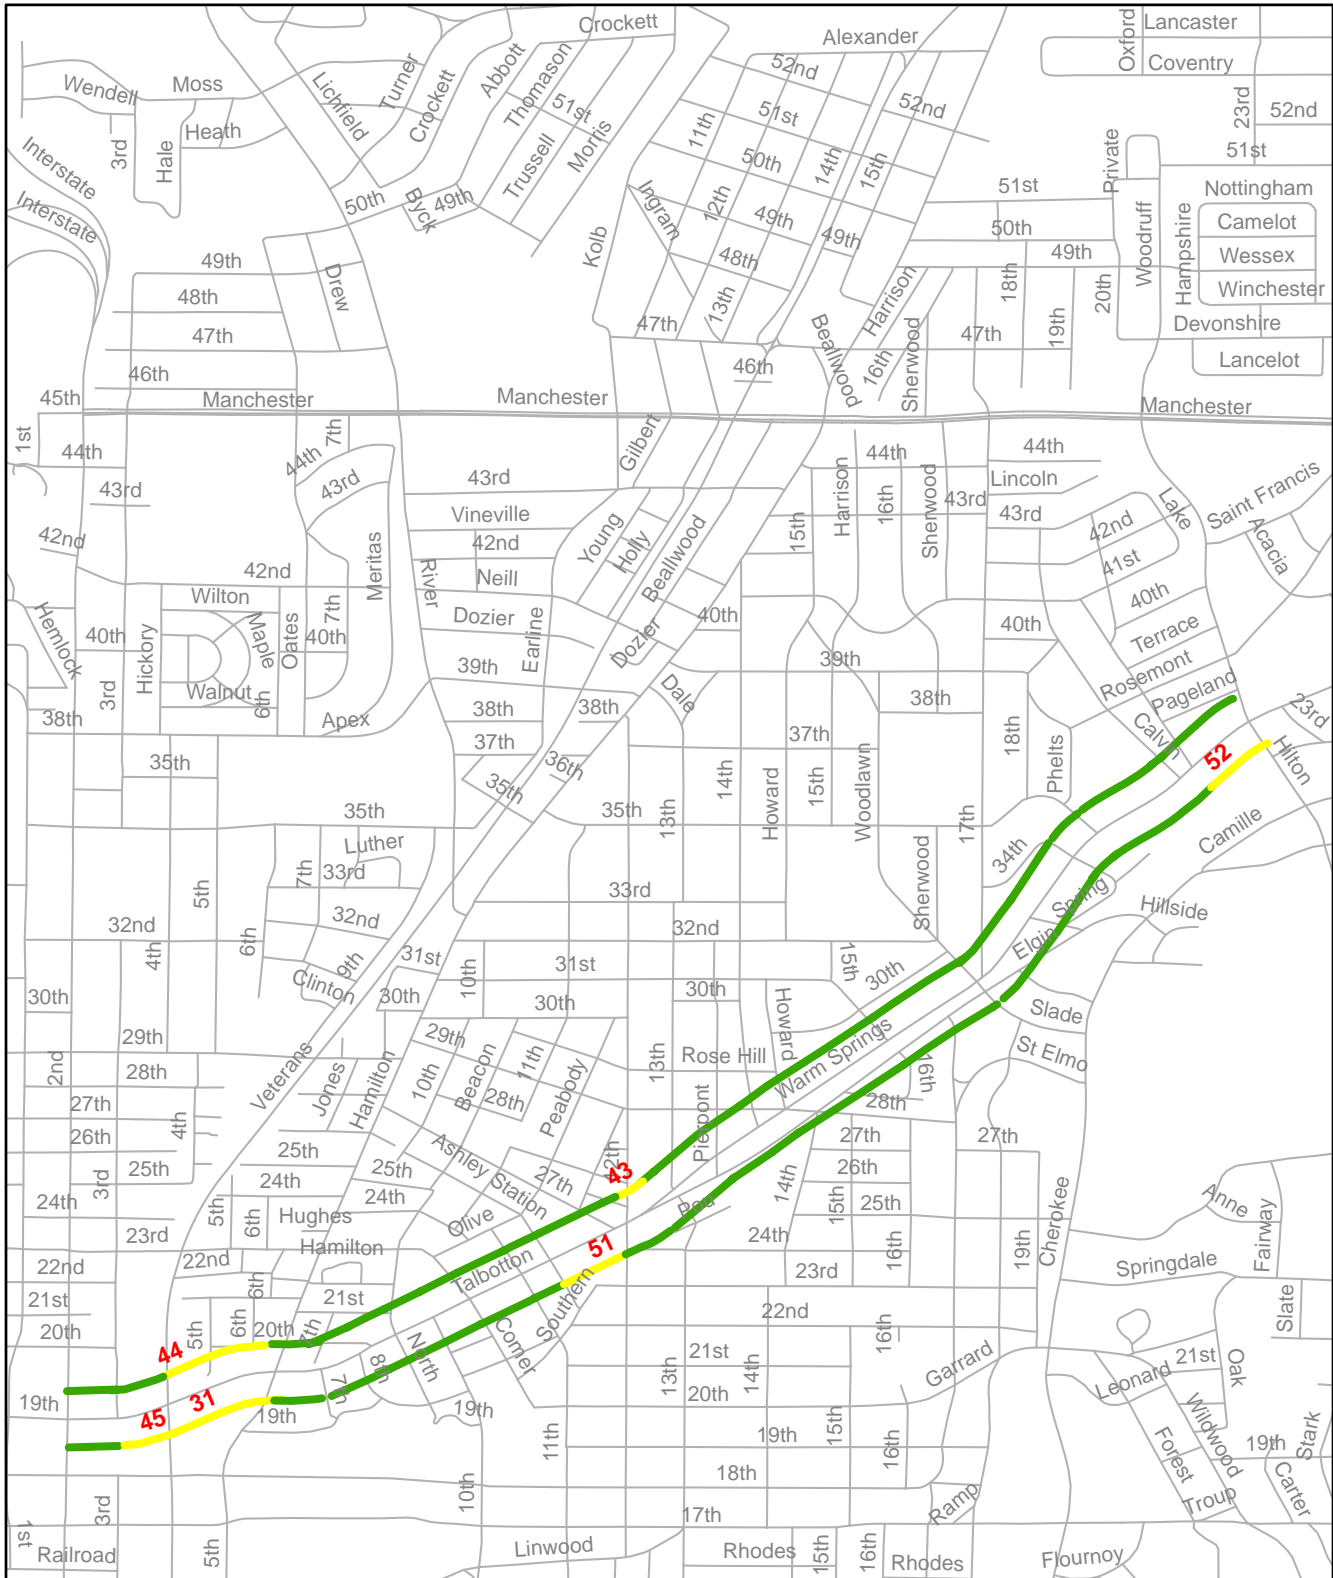 Crockett
Alexander
Oxford
Lancaster
Coventry
Wendell
Moss
Lichfield
Turner
Crockett
Abbott
Thomason
51st
Trussell
Morris
52nd
51st
52nd
11th
50th
14th
15th
23rd
52nd
51st
Heath
3rd
Hale
Interstate
Interstate
50th
Byck
49th
Ingram
12th
49th
49th
Kolb
48th
13th
47th
Private
51st
50th
49th
Nottingham
Camelot
Wessex
Winchester
Hampshire
Woodruff
Devonshire
Lancelot
49th
48th
47th
46th
Drew
Harrison
Beallwood
16th
Sherwood
18th
47th
19th
20th
46th
45th
Manchester
Manchester
Manchester
1st
44th
43rd
42nd
7th
44th
43rd
Gilbert
43rd
Vineville
42nd
Neill
Dozier
Young
Holly
Beallwood
44th
15th
Harrison
16th
Sherwood
43rd
44th
Lincoln
43rd
42nd
41st
40th
Terrace
Rosemont
Pageland
Lake
Saint Francis
Acacia
42nd
Wilton
Maple
Oates
7th
40th
Meritas
River
Hemlock
40th
3rd
Hickory
Walnut
6th
Apex
38th
39th
Earline
Dozier
40th
39th
40th
Dale
38th
38th
37th
36th
35th
38th
18th
Phelts
Calvin
52
23rd
Hilton
35th
35th
37th
14th
Howard
15th
Woodlawn
17th
35th
13th
Camille
Luther
7th
33rd
32nd
5th
33rd
34th
Spring
Elgin
Hillside
Sherwood
32nd
4th
6th
9th
Clinton
31st
30th
10th
31st
30th
32nd
30th
15th
30th
Howard
30th
29th
28th
2nd
27th
26th
4th
25th
3rd
24th
23rd
Veterans
Jones
Hamilton
29th
10th
Beacon
11th
28th
Peabody
13th
Rose Hill
Warm Springs
Slade
St Elmo
16th
28th
27th
27th
26th
25th
Pierpont
14th
15th
16th
24th
23rd
25th
24th
25th
24th
Ashley Station
27th
43
Pou
Anne
Fairway
Springdale
19th
Cherokee
5th
6th
Hughes
Hamilton
Olive
Talbotton
51
Southern
22nd
6th
21st
22nd
21st
20th
5th
6th
20th
7th
44
22nd
16th
Slate
31
45
19th
19th
7th
8th
North
Comer
19th
21st
13th
20th
14th
Garrard
Leonard
21st
Oak
11th
19th
15th
16th
Wildwood
Forest
19th
Stark
Carter
18th
10th
3rd
1st
Railroad
5th
17th
Ramp
Troup
Linwood
Rhodes
15th
16th
Rhodes
Flournoy